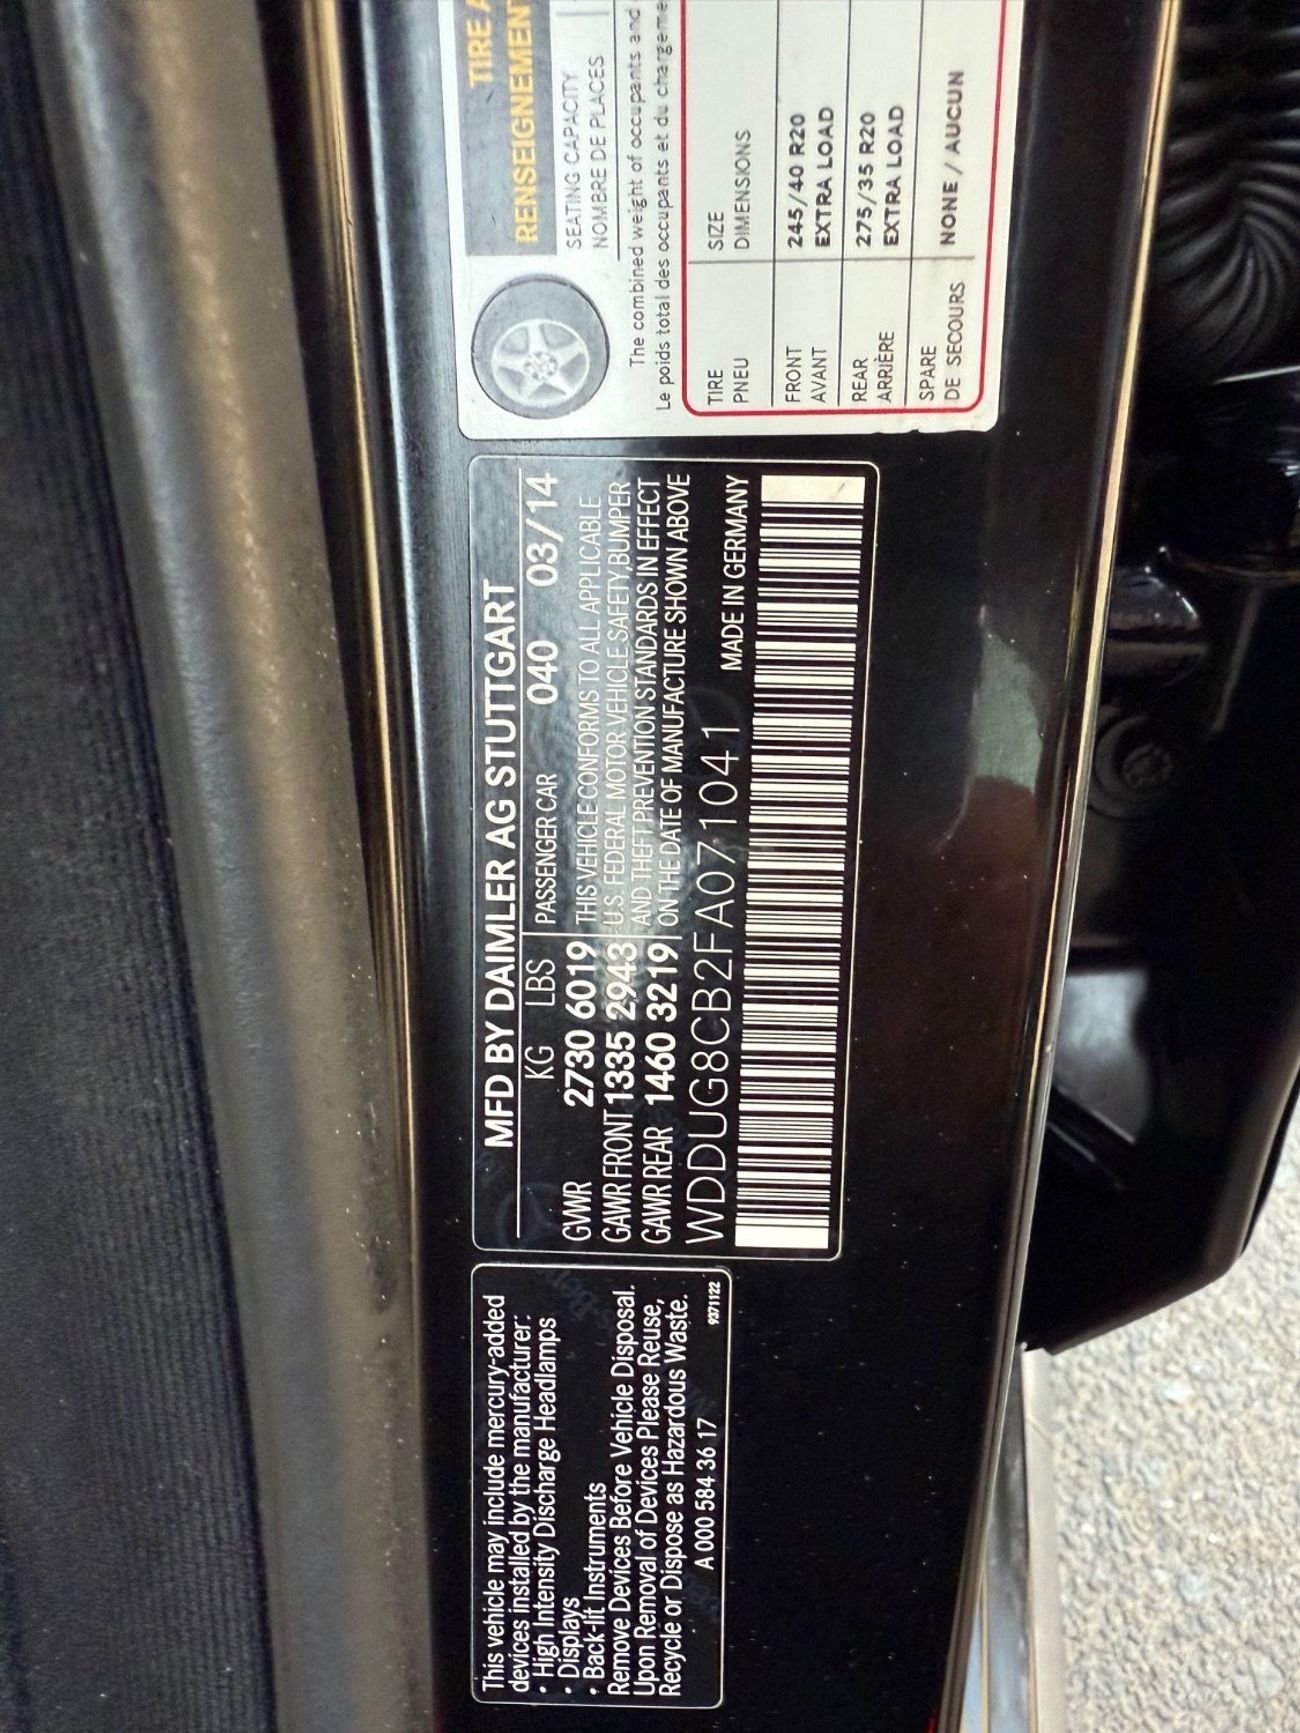 This vehicle may include mercury-added
devices installed by the manufacturer:
• High Intensity Discharge Headlamps
• Displays
• Back-lit Instruments
Remove Devices Before Vehicle Disposal.
Upon Removal of Devices Please Reuse,
Recycle or Dispose as Hazardous Waste.
A 000 584 36 17
9371122
MFD BY DAIMLER AG STUTTGART
KG LBS PASSENGER CAR 040 03/14
GVWR 2730 6019 THIS VEHICLE CONFORMS TO ALL APPLICABLE
GAWR FRONT 1335 2943 U.S. FEDERAL MOTOR VEHICLE SAFETY,BUMPER
AND THEFT PREVENTION STANDARDS IN EFFECT
GAWR REAR 1460 3219 ON THE DATE OF MANUFACTURE SHOWN ABOVE
WDDUG8CB2FA071041 MADE IN GERMANY
TIRE
RENSEIGNEMENT
SEATING CAPACITY
NOMBRE DE PLACES
The combined weight of occupants and
Le poids total des occupants et du chargeme
TIRE SIZE
PNEU DIMENSIONS
FRONT 245/40 R20
AVANT EXTRA LOAD
REAR 275/35 R20
ARRIÈRE EXTRA LOAD
SPARE NONE / AUCUN
DE SECOURS